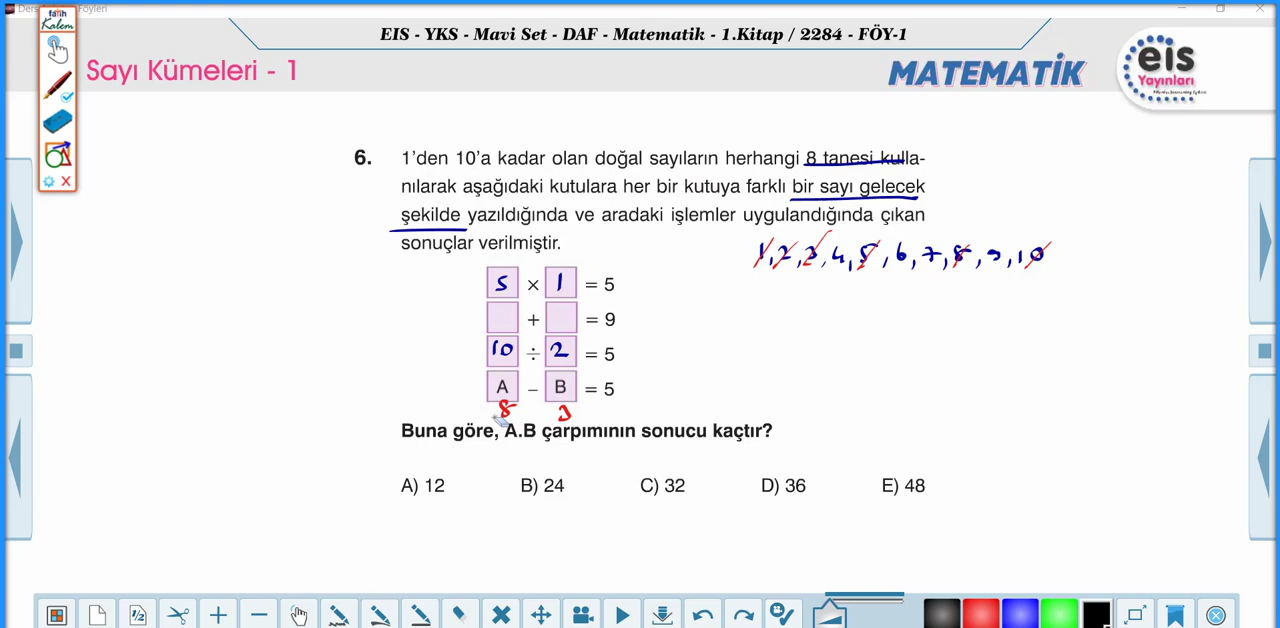 fatih
Kalem
EIS - YKS - Mavi Set - DAF - Matematik - 1.Kitap / 2284 - FÖY-1
Sayı Kümeleri - 1
MATEMATİK
eis
Yayınları
6. 1'den 10'a kadar olan doğal sayıların herhangi 8 tanesi kulla-
nılarak aşağıdaki kutulara her bir kutuya farklı bir sayı gelecek
şekilde yazıldığında ve aradaki işlemler uygulandığında çıkan
sonuçlar verilmiştir.
1, 2, 3, 4, 5, 6, 7, 8, 9, 10
5 × 1 = 5
+ = 9
10 ÷ 2 = 5
A − B = 5
8 3
Buna göre, A.B çarpımının sonucu kaçtır?
A) 12 B) 24 C) 32 D) 36 E) 48
1/2